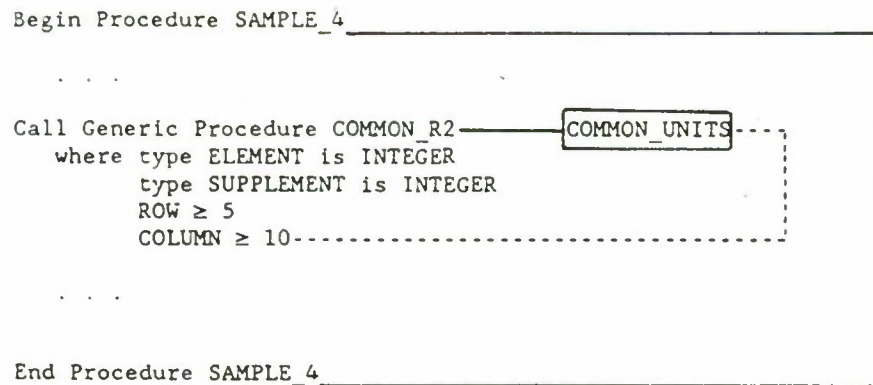 Begin Procedure SAMPLE_4
. . .
Call Generic Procedure COMMON_R2 COMMON_UNITS
where type ELEMENT is INTEGER
type SUPPLEMENT is INTEGER
ROW ≥ 5
COLUMN ≥ 10
. . .
End Procedure SAMPLE_4